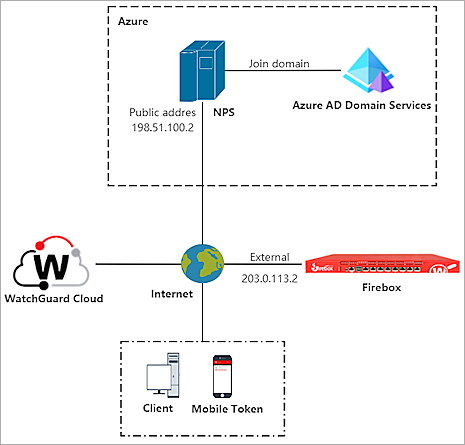 Azure
Join domain
Public addres
198.51.100.2
NPS
Azure AD Domain Services
W
WatchGuard Cloud
Internet
External
203.0.113.2
Firebox
Firebox
Client
Mobile Token